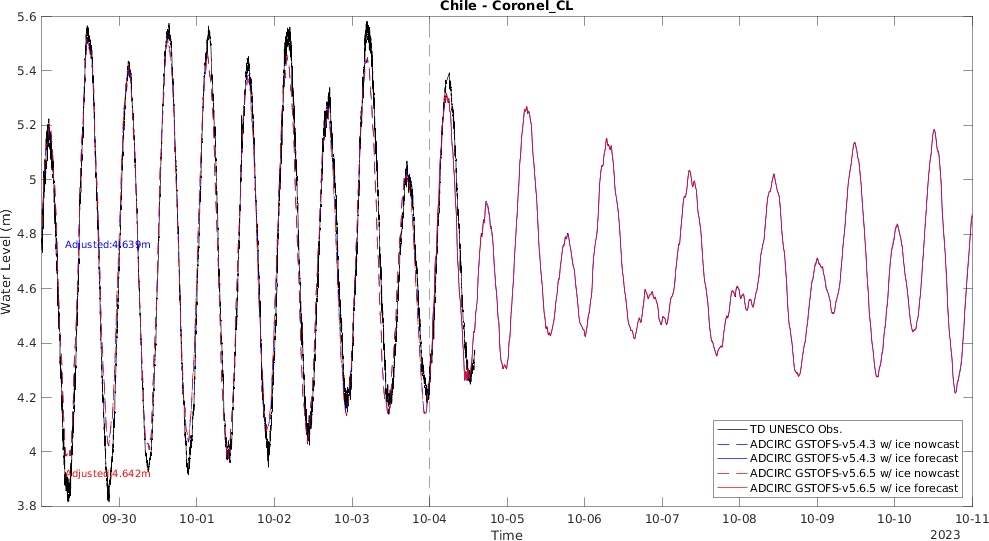 Chile - Coronel_CL
5.6
5.4
5.2
5
4.8
4.6
4.4
4.2
4
3.8
Water Level (m)
Adjusted:4.639m
Adjusted:4.642m
TD UNESCO Obs.
ADCIRC GSTOFS-v5.4.3 w/ ice nowcast
ADCIRC GSTOFS-v5.4.3 w/ ice forecast
ADCIRC GSTOFS-v5.6.5 w/ ice nowcast
ADCIRC GSTOFS-v5.6.5 w/ ice forecast
09-30 10-01 10-02 10-03 10-04 10-05 10-06 10-07 10-08 10-09 10-10 10-11
Time
2023